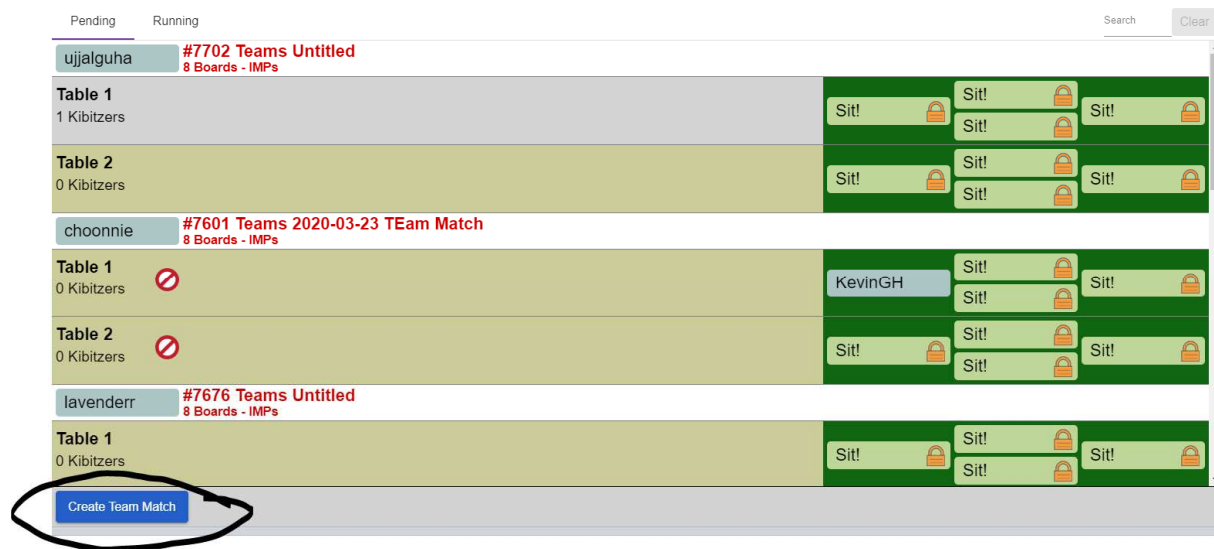 Pending Running Search Clear
ujjalguha #7702 Teams Untitled
8 Boards - IMPs
Table 1
1 Kibitzers
Sit! Sit! Sit!
Sit!
Table 2
0 Kibitzers
Sit! Sit! Sit!
Sit!
choonnie #7601 Teams 2020-03-23 TEam Match
8 Boards - IMPs
Table 1
0 Kibitzers
KevinGH Sit! Sit!
Sit!
Table 2
0 Kibitzers
Sit! Sit! Sit!
Sit!
lavenderr #7676 Teams Untitled
8 Boards - IMPs
Table 1
0 Kibitzers
Sit! Sit! Sit!
Sit!
Create Team Match